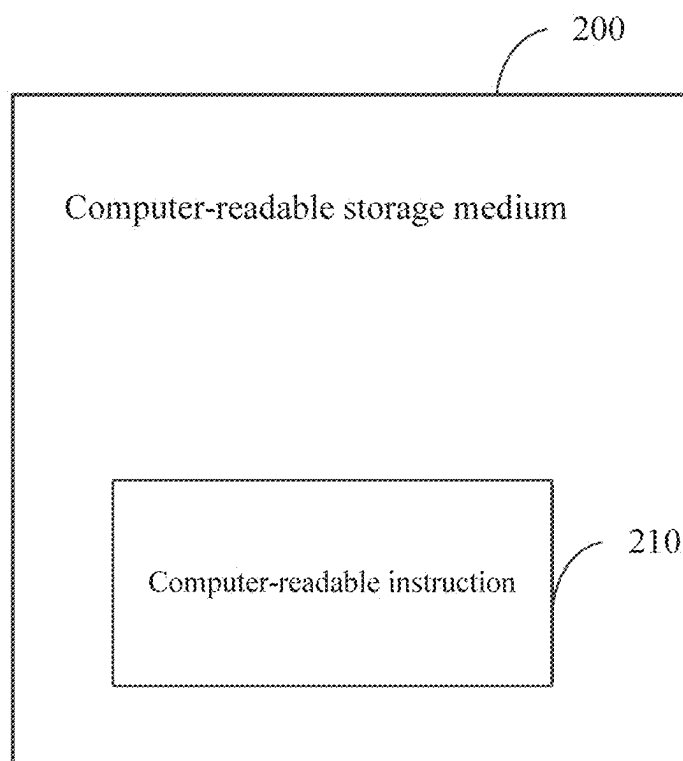 200
Computer-readable storage medium
210
Computer-readable instruction